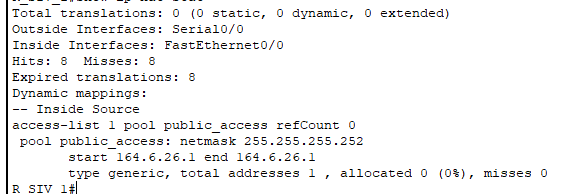 Total translations: 0 (0 static, 0 dynamic, 0 extended)
Outside Interfaces: Serial0/0
Inside Interfaces: FastEthernet0/0
Hits: 8  Misses: 8
Expired translations: 8
Dynamic mappings:
-- Inside Source
access-list 1 pool public_access refCount 0
 pool public_access: netmask 255.255.255.252
       start 164.6.26.1 end 164.6.26.1
       type generic, total addresses 1 , allocated 0 (0%), misses 0
R_SIV_1#